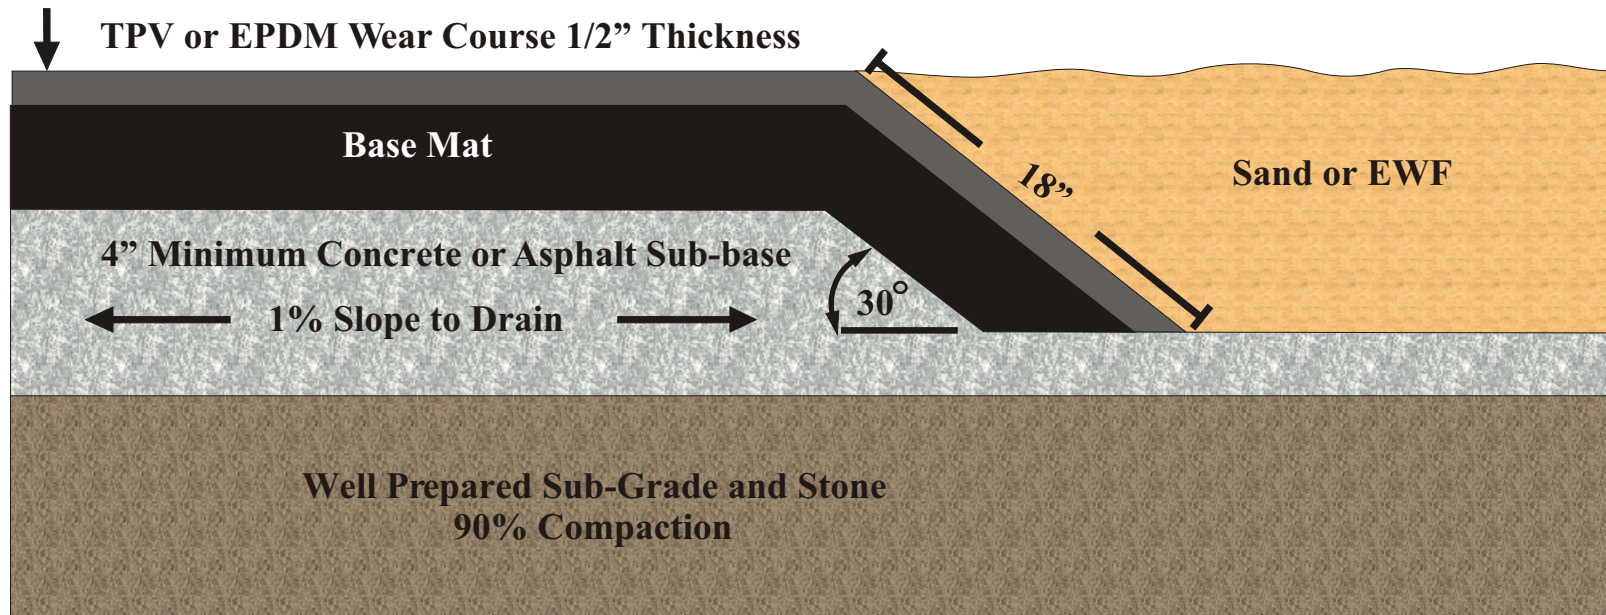 TPV or EPDM Wear Course 1/2” Thickness
Base Mat
18”
Sand or EWF
4” Minimum Concrete or Asphalt Sub-base
30°
1% Slope to Drain
Well Prepared Sub-Grade and Stone
90% Compaction